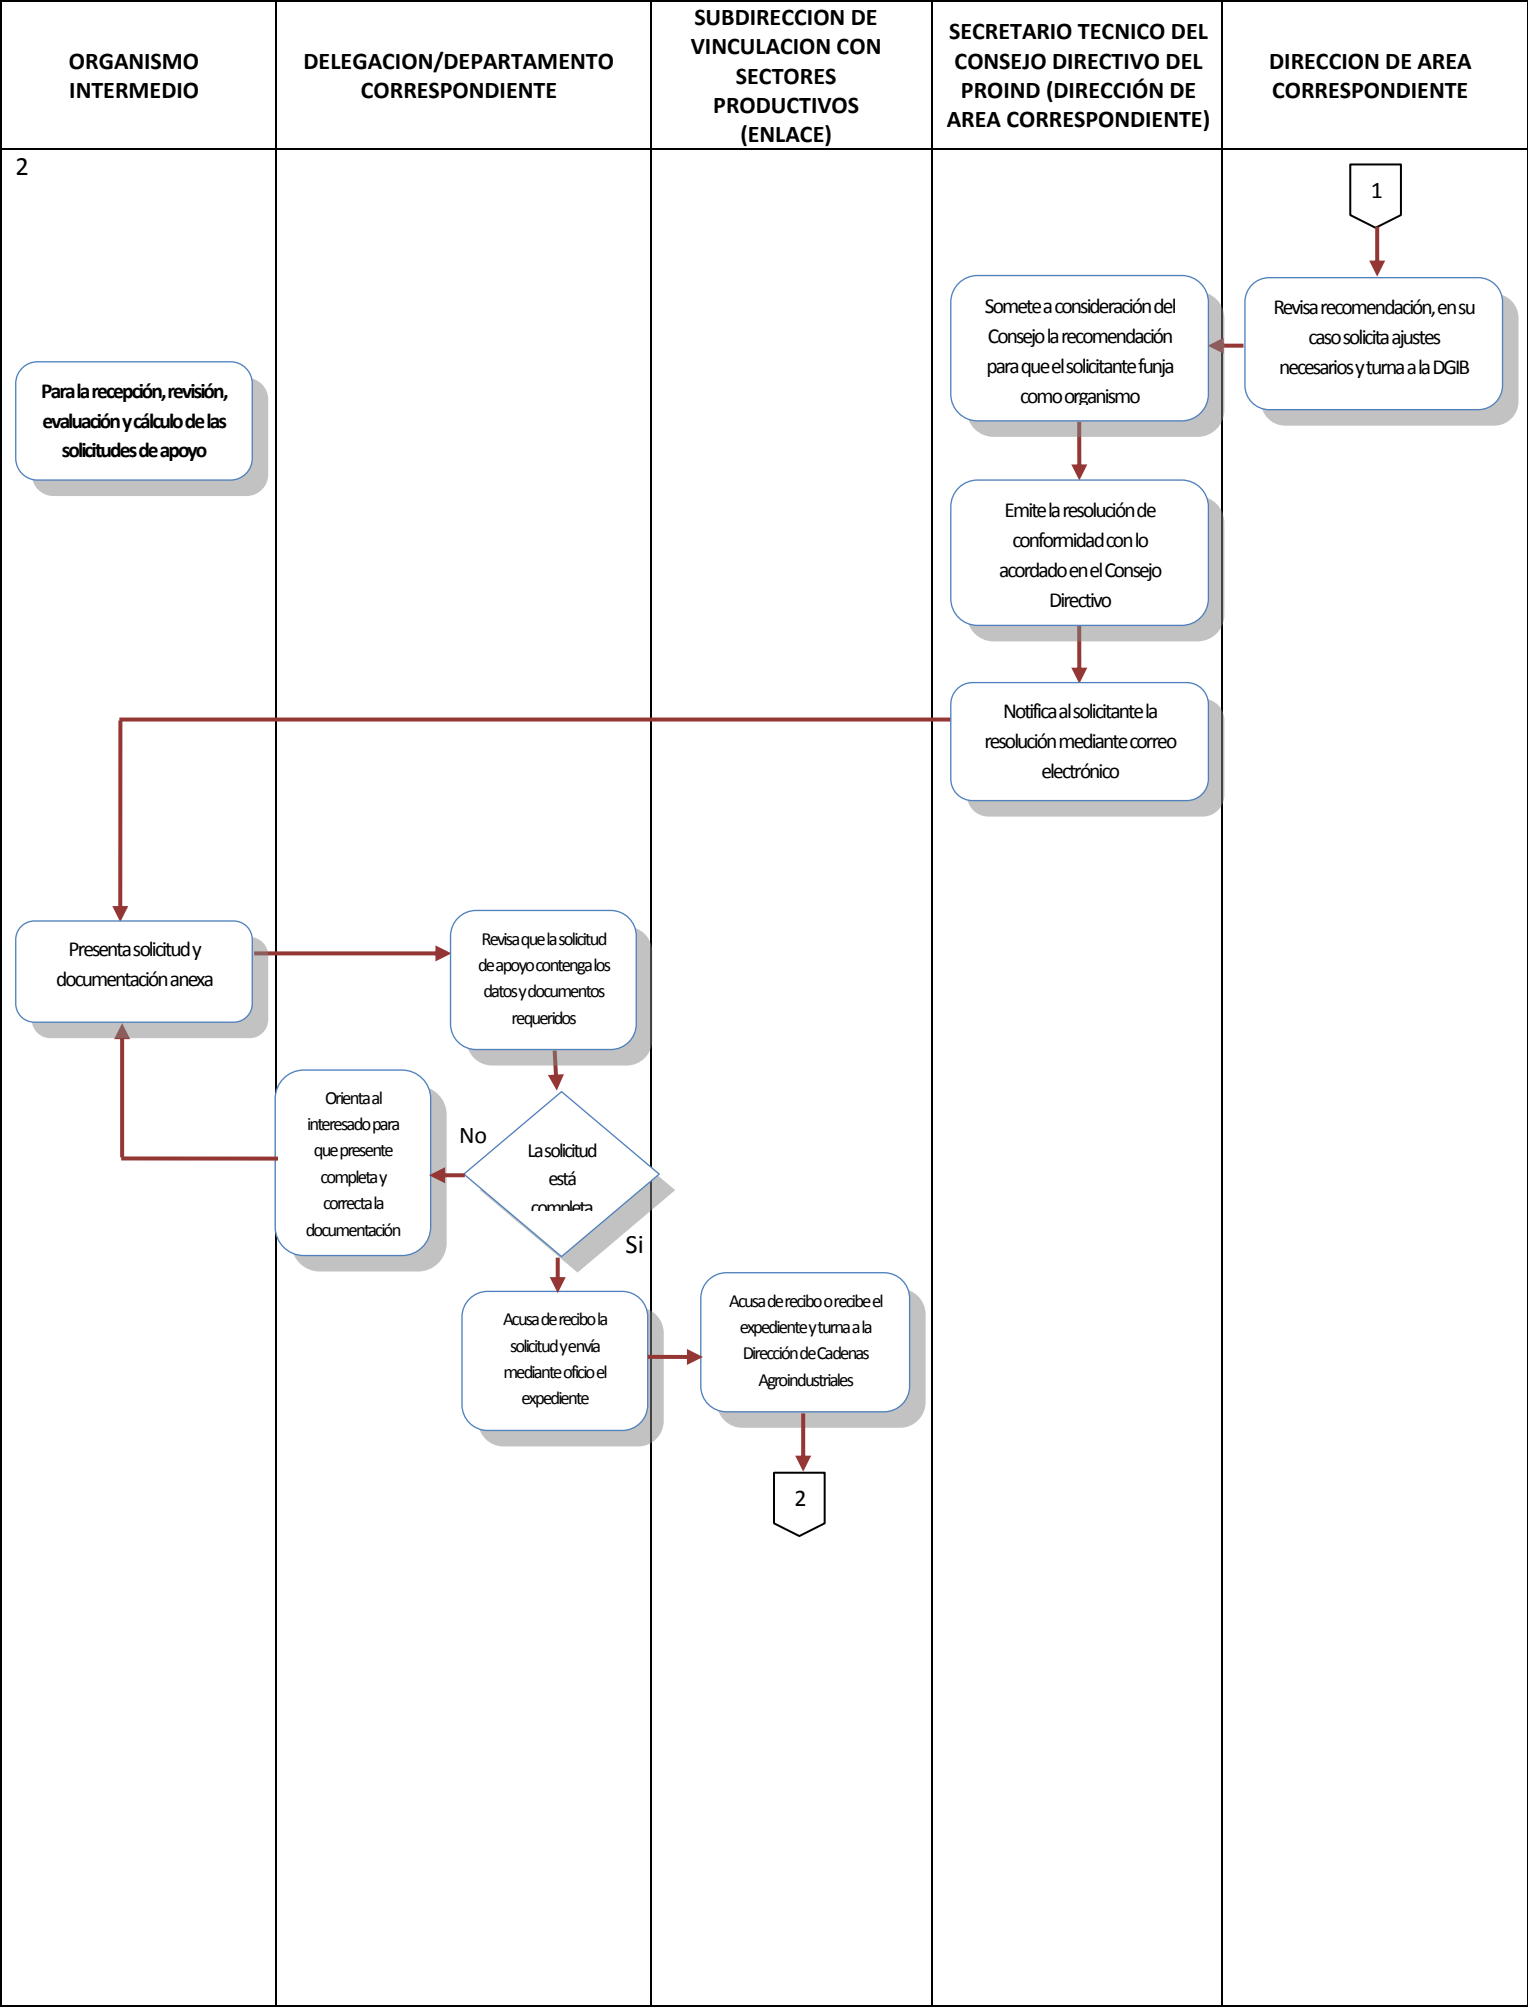 ORGANISMO
INTERMEDIO
DELEGACION/DEPARTAMENTO
CORRESPONDIENTE
SUBDIRECCION DE
VINCULACION CON
SECTORES
PRODUCTIVOS
(ENLACE)
SECRETARIO TECNICO DEL
CONSEJO DIRECTIVO DEL
PROIND (DIRECCIÓN DE
AREA CORRESPONDIENTE)
DIRECCION DE AREA
CORRESPONDIENTE
2
1
Revisa recomendación, en su
caso solicita ajustes
necesarios y turna a la DGIB
Somete a consideración del
Consejo la recomendación
para que el solicitante funja
como organismo
Para la recepción, revisión,
evaluación y cálculo de las
solicitudes de apoyo
Emite la resolución de
conformidad con lo
acordado en el Consejo
Directivo
Notifica al solicitante la
resolución mediante correo
electrónico
Presenta solicitud y
documentación anexa
Revisa que la solicitud
de apoyo contenga los
datos y documentos
requeridos
Orienta al
interesado para
que presente
completa y
correcta la
documentación
No
La solicitud
está
completa
Si
Acusa de recibo la
solicitud y envía
mediante oficio el
expediente
Acusa de recibo o recibe el
expediente y turna a la
Dirección de Cadenas
Agroindustriales
2